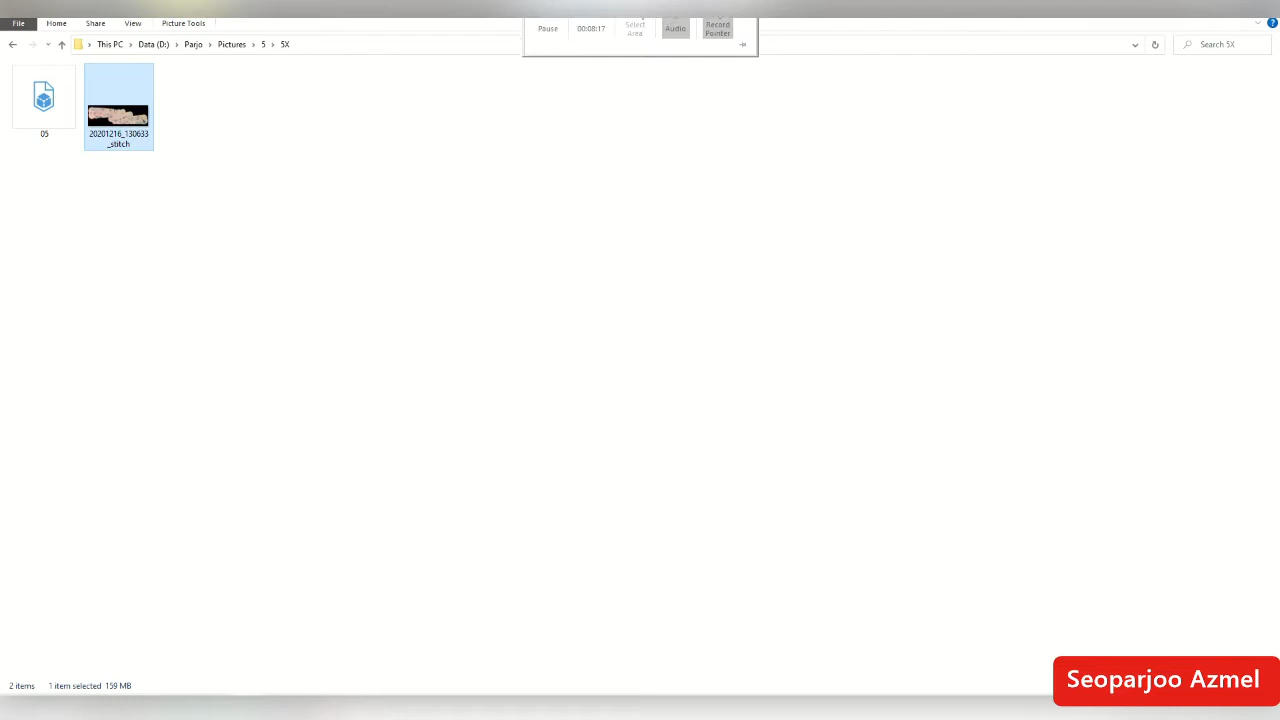 File Home Share View Picture Tools
Pause 00:08:17 Select Area Audio Record Pointer
This PC Data (D:) Parjo Pictures 5 5X Search 5X
05
20201216_130633
_stitch
2 items 1 item selected 159 MB
Seoparjoo Azmel